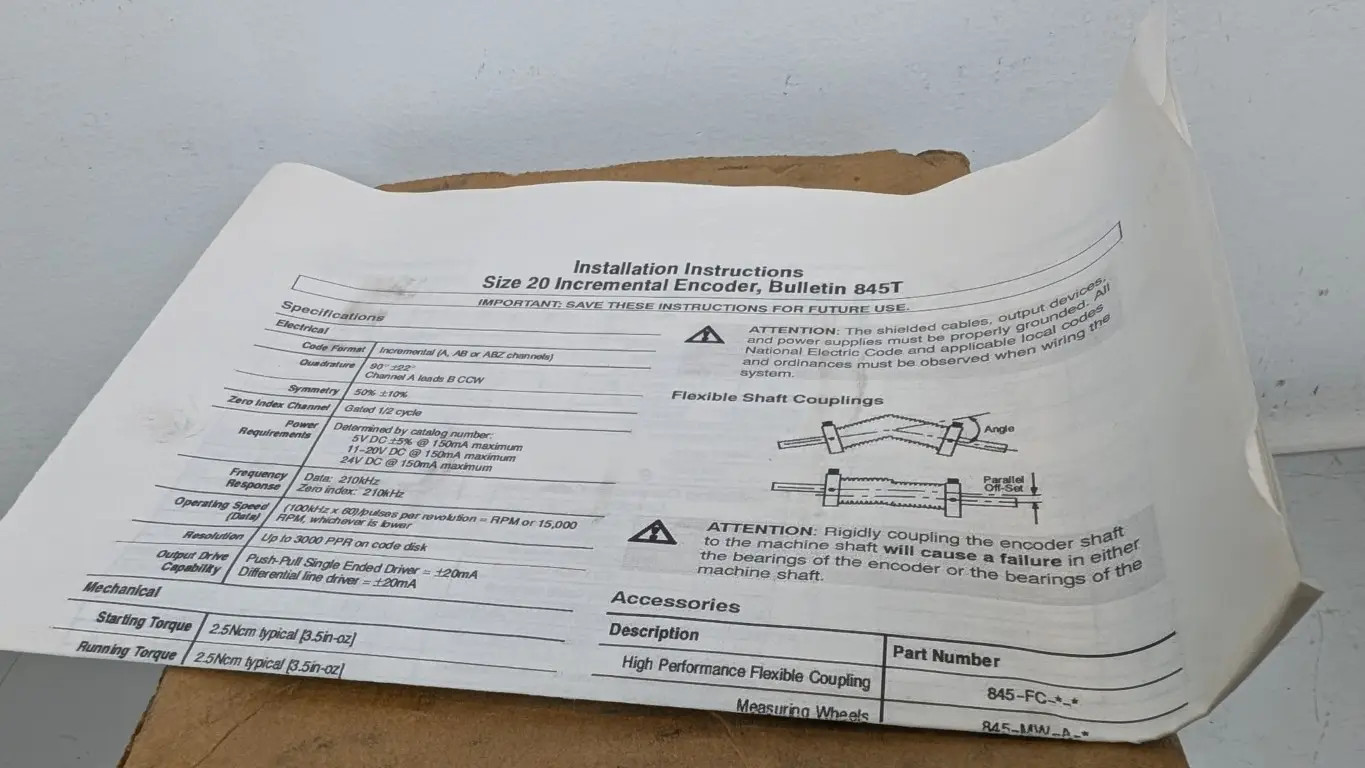 Installation Instructions
Size 20 Incremental Encoder, Bulletin 845T
IMPORTANT: SAVE THESE INSTRUCTIONS FOR FUTURE USE.
Specifications
Electrical
Code Format Incremental (A, AB or ABZ channels)
Quadrature 90° ±22°
Channel A leads B CCW
Symmetry 50% ±10%
Zero Index Channel Gated 1/2 cycle
Power
Requirements
Determined by catalog number:
5V DC ±5% @ 150mA maximum
11-20V DC @ 150mA maximum
24V DC @ 150mA maximum
Frequency
Response
Data: 210kHz
Zero index: 210kHz
Operating Speed
(Data)
(100kHz x 60)/pulses per revolution = RPM or 15,000
RPM, whichever is lower
Resolution Up to 3000 PPR on code disk
Output Drive
Capability
Push-Pull Single Ended Driver = ±20mA
Differential line driver = ±20mA
Mechanical
Starting Torque 2.5Ncm typical [3.5in-oz]
Running Torque 2.5Ncm typical [3.5in-oz]
ATTENTION: The shielded cables, output devices,
and power supplies must be properly grounded. All
National Electric Code and applicable local codes
and ordinances must be observed when wiring the
system.
Flexible Shaft Couplings
Angle
Parallel
Off-Set
ATTENTION: Rigidly coupling the encoder shaft
to the machine shaft will cause a failure in either
the bearings of the encoder or the bearings of the
machine shaft.
Accessories
Description Part Number
High Performance Flexible Coupling 845-FC-*-*
Measuring Wheels 845-MW-A-*